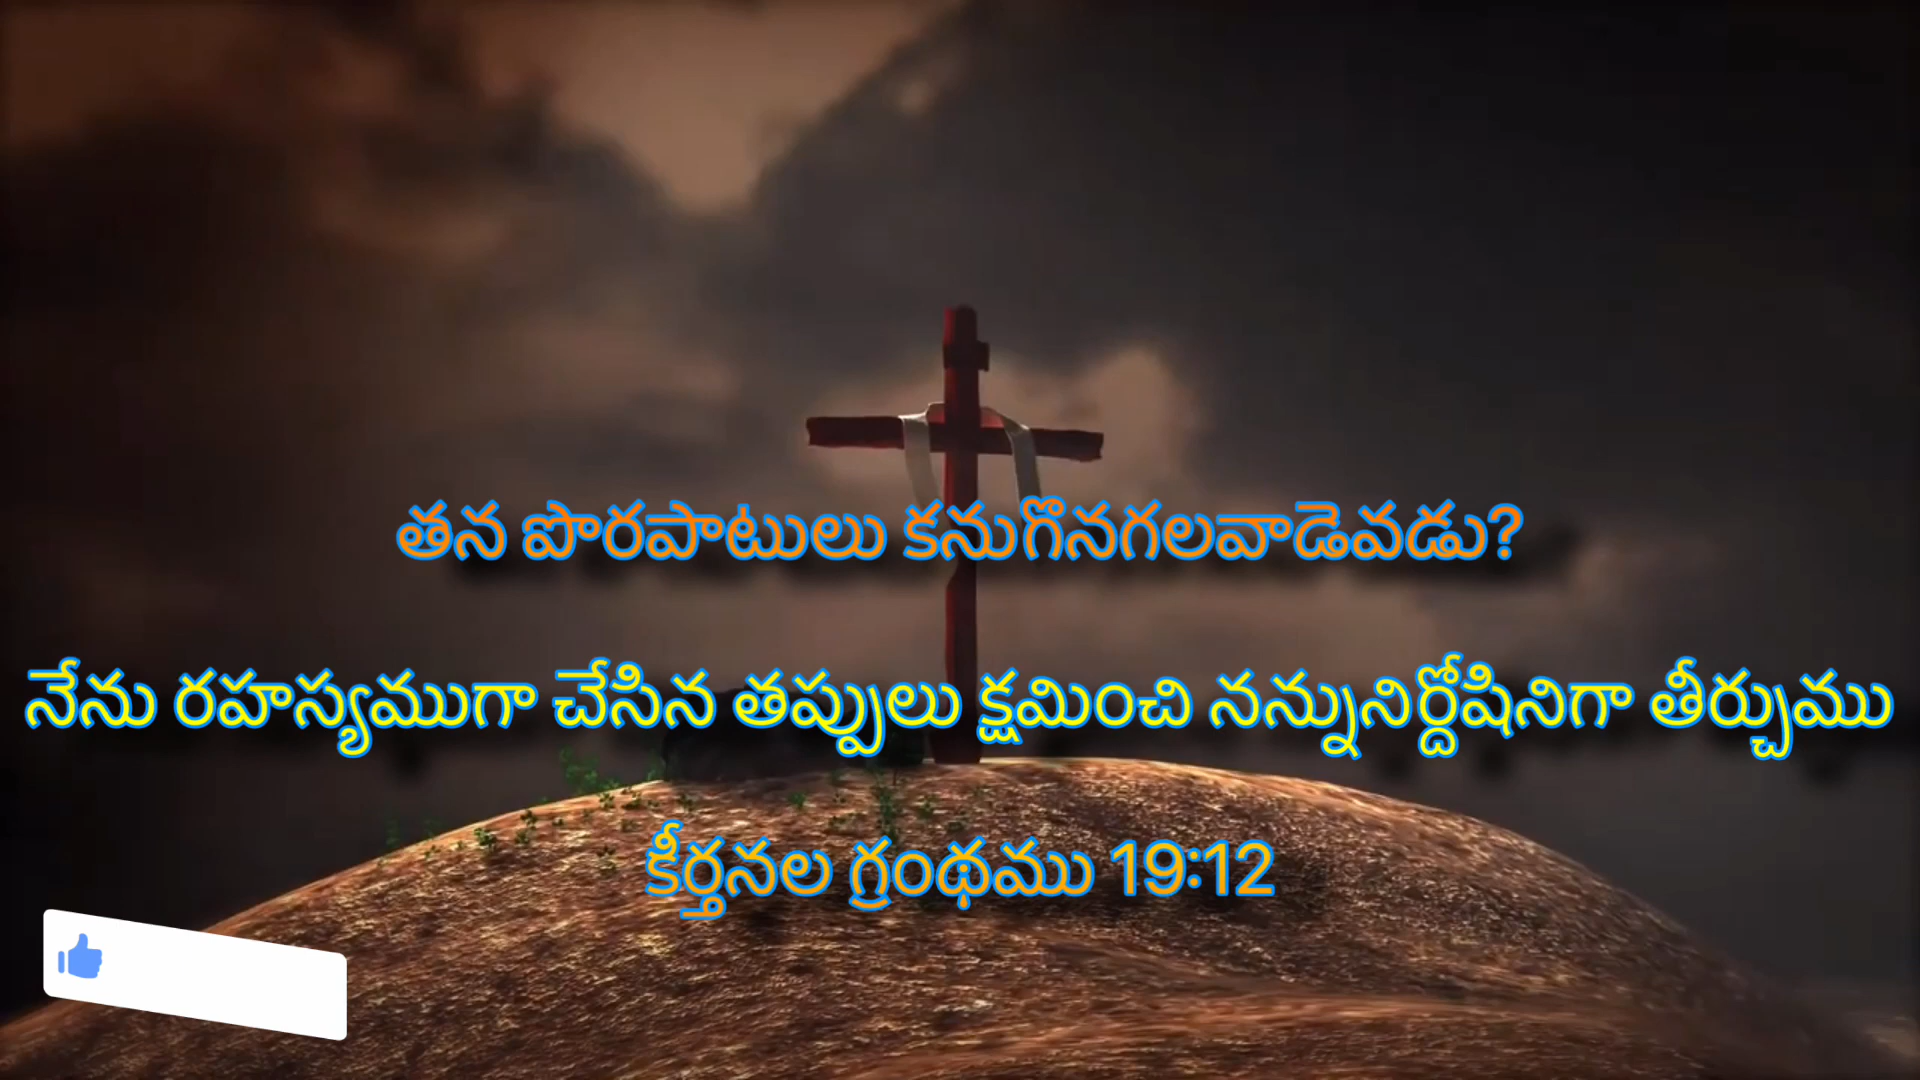 తన పొరపాటులు కనుగొనగలవాడెవడు?
నేను రహస్యముగా చేసిన తప్పులు క్షమించి నన్నునిర్దోషినిగా తీర్చుము
కీర్తనల గ్రంథము 19:12